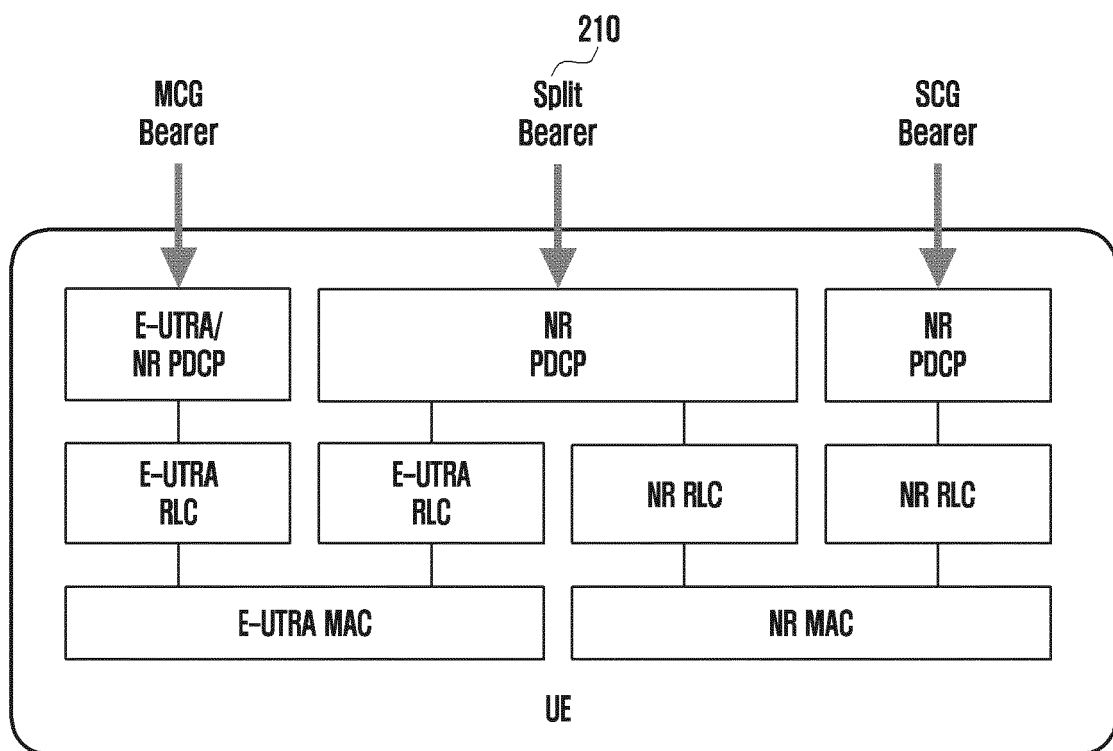 210
MCG
Bearer
Split
Bearer
SCG
Bearer
E-UTRA/
NR PDCP
NR
PDCP
NR
PDCP
E-UTRA
RLC
E-UTRA
RLC
NR RLC
NR RLC
E-UTRA MAC
NR MAC
UE